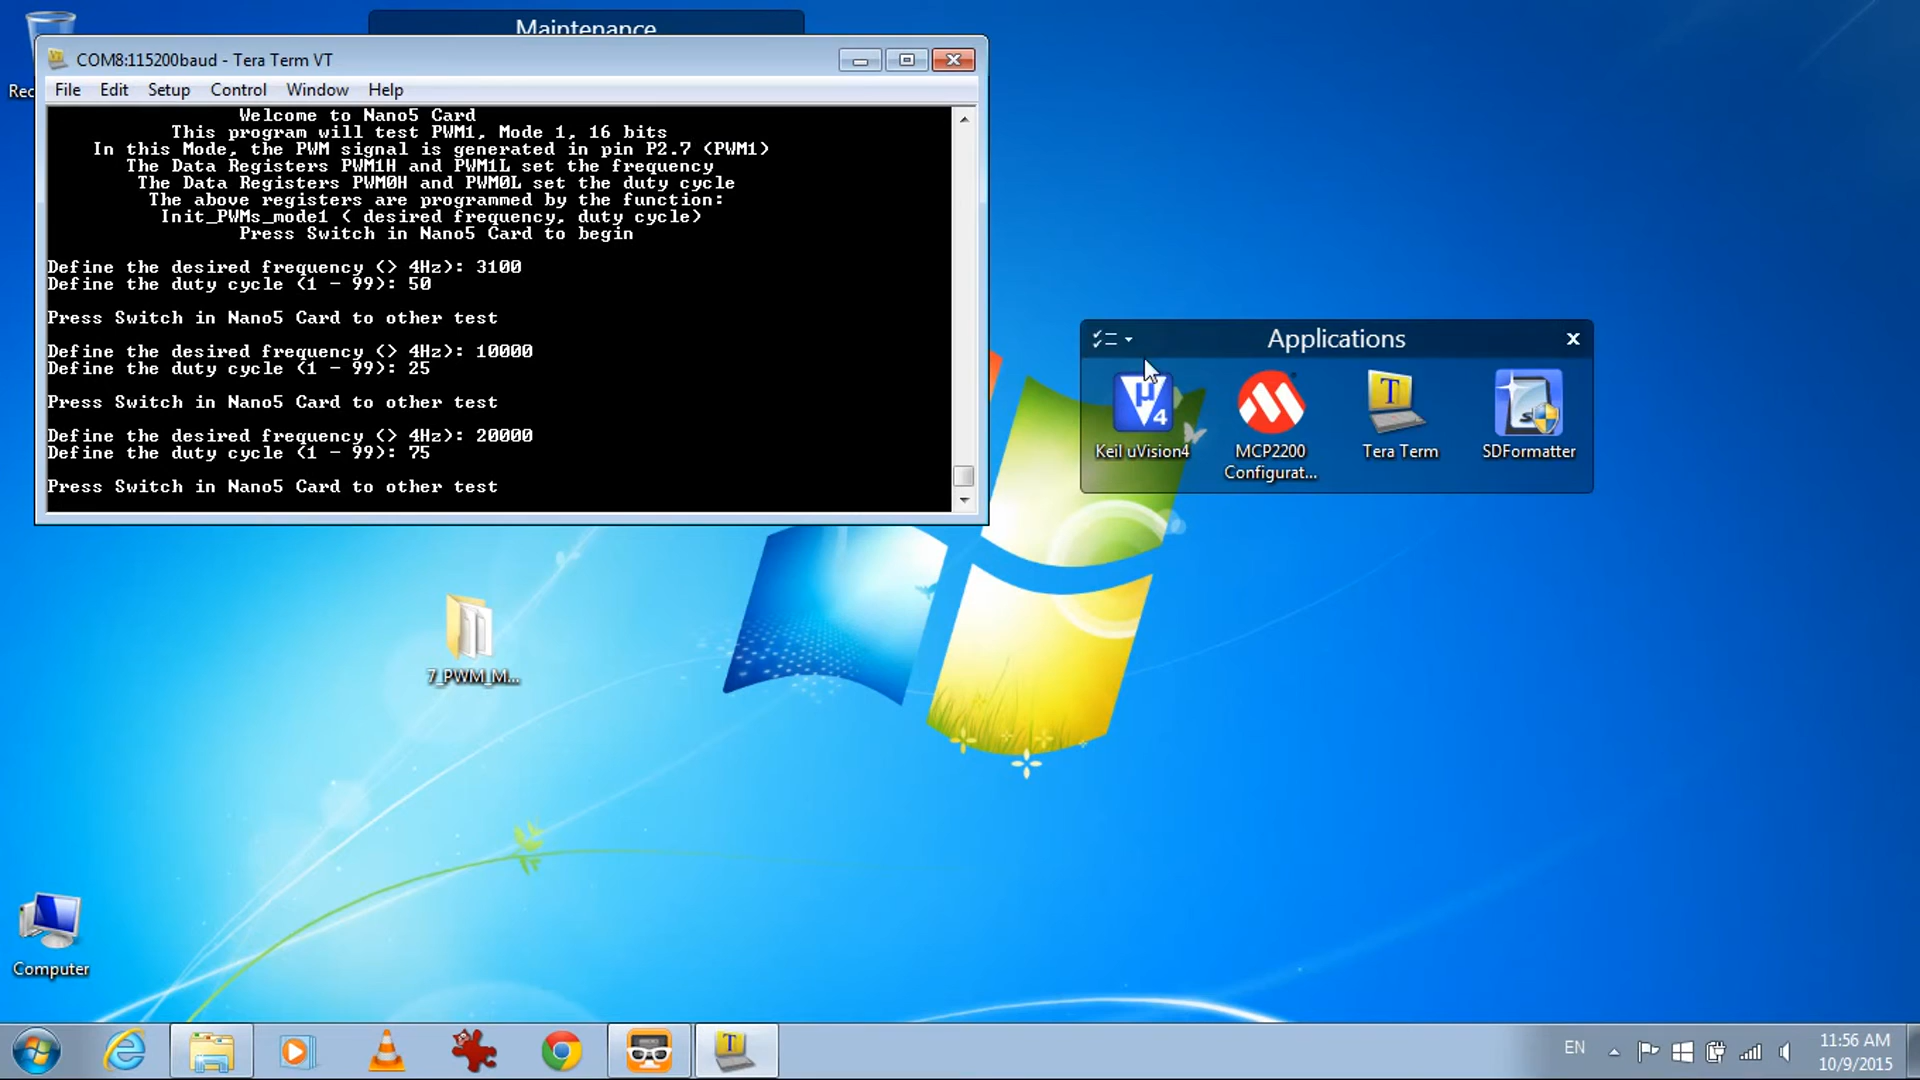 Maintenance
Rec
COM8:115200baud - Tera Term VT
File Edit Setup Control Window Help
Welcome to Nano5 Card
This program will test PWM1, Mode 1, 16 bits
In this Mode, the PWM signal is generated in pin P2.7 (PWM1)
The Data Registers PWM1H and PWM1L set the frequency
The Data Registers PWM0H and PWM0L set the duty cycle
The above registers are programmed by the function:
Init_PWMs_mode1 ( desired frequency, duty cycle)
Press Switch in Nano5 Card to begin
Define the desired frequency (> 4Hz): 3100
Define the duty cycle (1 - 99): 50
Press Switch in Nano5 Card to other test
Define the desired frequency (> 4Hz): 10000
Define the duty cycle (1 - 99): 25
Press Switch in Nano5 Card to other test
Define the desired frequency (> 4Hz): 20000
Define the duty cycle (1 - 99): 75
Press Switch in Nano5 Card to other test
Applications
Keil uVision4
MCP2200 Configurat...
Tera Term
SDFormatter
7_PWM_M...
Computer
EN
11:56 AM
10/9/2015